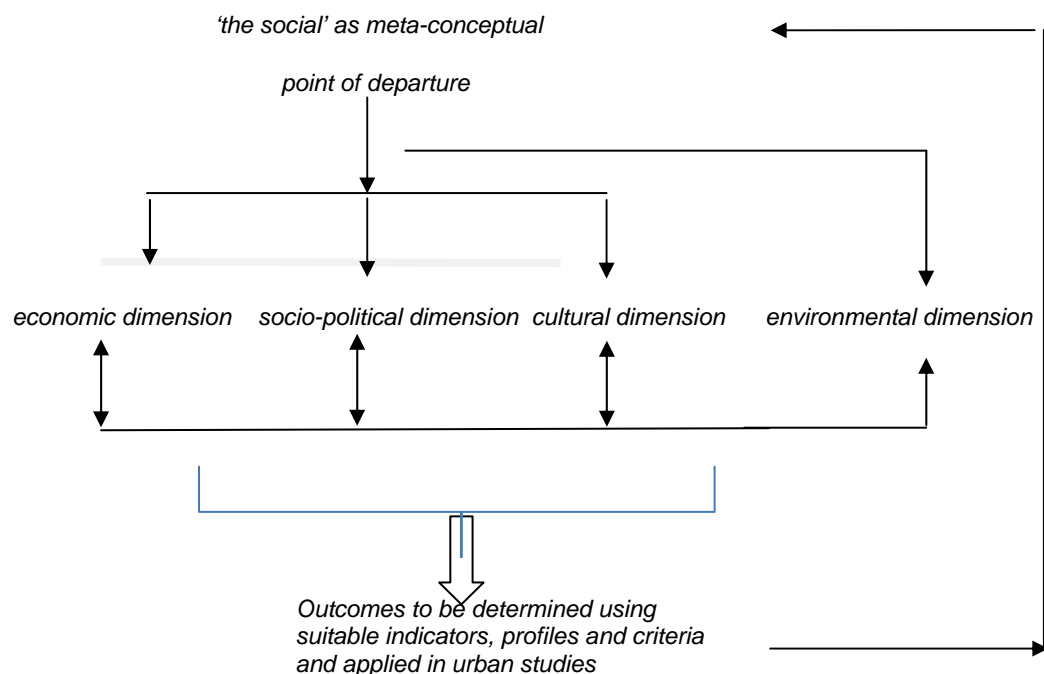 ‘the social’ as meta-conceptual
point of departure
economic dimension socio-political dimension cultural dimension environmental dimension
Outcomes to be determined using
suitable indicators, profiles and criteria
and applied in urban studies